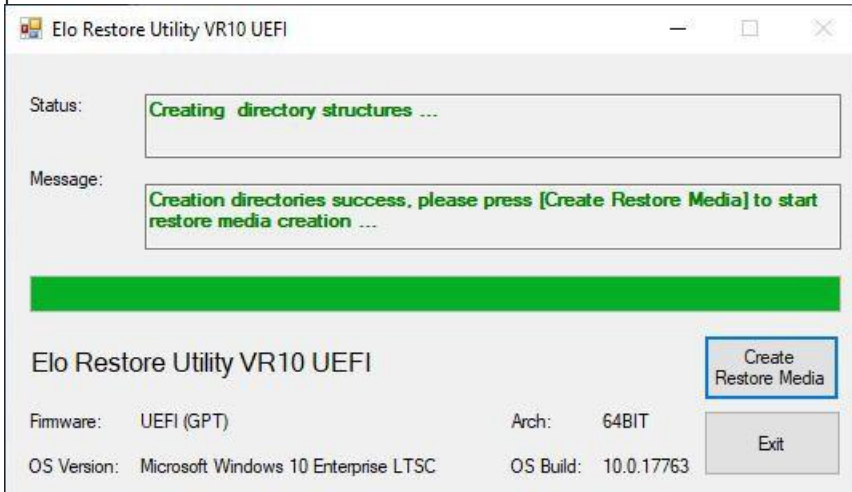 Elo Restore Utility VR10 UEFI
Status:
Creating directory structures ...
Message:
Creation directories success, please press [Create Restore Media] to start
restore media creation ...
Elo Restore Utility VR10 UEFI
Create
Restore Media
Firmware: UEFI (GPT) Arch: 64BIT
Exit
OS Version: Microsoft Windows 10 Enterprise LTSC OS Build: 10.0.17763